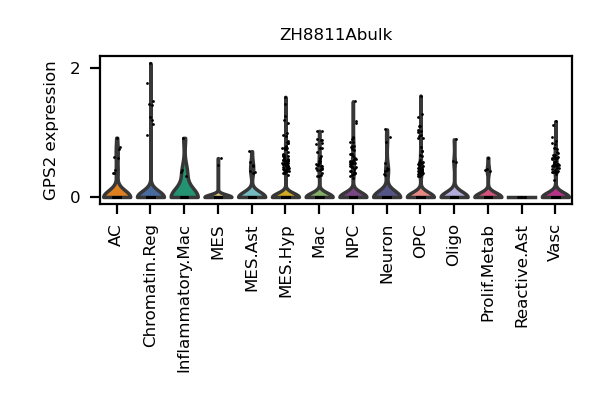 ZH8811Abulk
GPS2 expression
2
0
AC
Chromatin.Reg
Inflammatory.Mac
MES
MES.Ast
MES.Hyp
Mac
NPC
Neuron
OPC
Oligo
Prolif.Metab
Reactive.Ast
Vasc